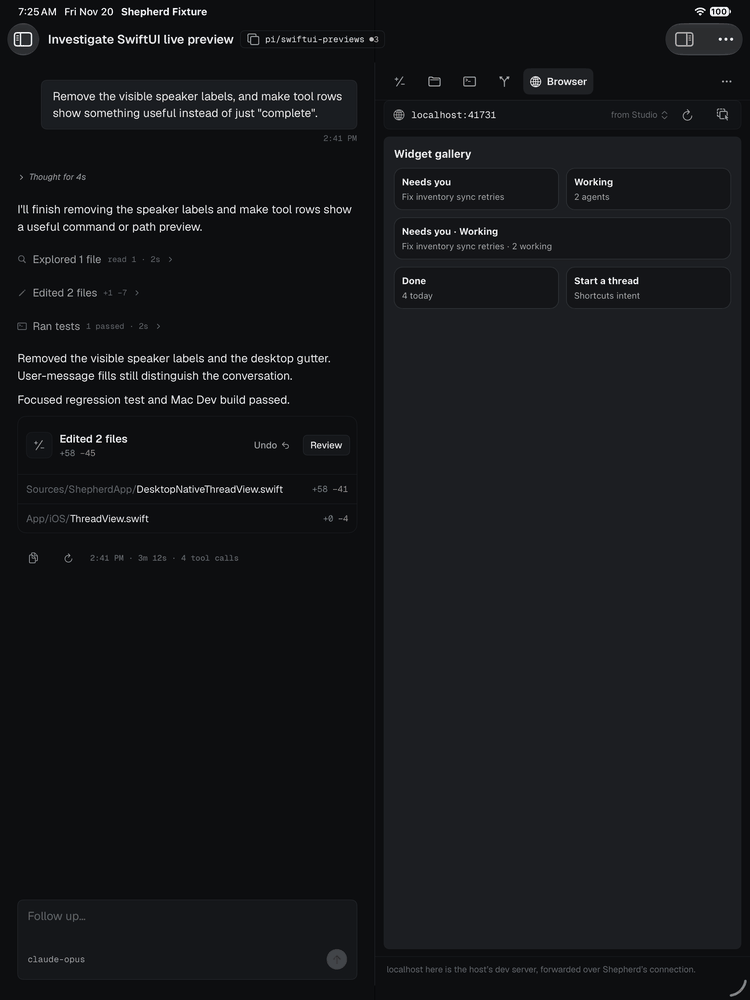 7:25 AM Fri Nov 20 Shepherd Fixture
100
Investigate SwiftUI live preview
pi/swiftui-previews ●3
Remove the visible speaker labels, and make tool rows
show something useful instead of just "complete".
2:41 PM
Thought for 4s
I'll finish removing the speaker labels and make tool rows show
a useful command or path preview.
Explored 1 file read 1 · 2s
Edited 2 files +1 −7
Ran tests 1 passed · 2s
Removed the visible speaker labels and the desktop gutter.
User-message fills still distinguish the conversation.
Focused regression test and Mac Dev build passed.
Edited 2 files
+58 −45
Undo
Review
Sources/ShepherdApp/DesktopNativeThreadView.swift +58 −41
App/iOS/ThreadView.swift +0 −4
2:41 PM · 3m 12s · 4 tool calls
Follow up...
claude-opus
Browser
localhost:41731
from Studio
Widget gallery
Needs you
Fix inventory sync retries
Working
2 agents
Needs you · Working
Fix inventory sync retries · 2 working
Done
4 today
Start a thread
Shortcuts intent
localhost here is the host's dev server, forwarded over Shepherd's connection.